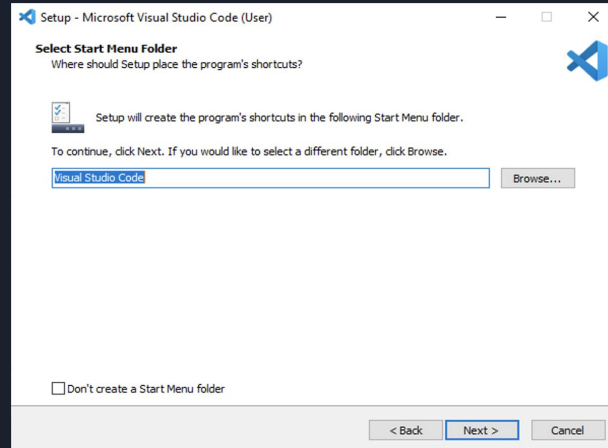 Setup - Microsoft Visual Studio Code (User)
Select Start Menu Folder
Where should Setup place the program's shortcuts?
Setup will create the program's shortcuts in the following Start Menu folder.
To continue, click Next. If you would like to select a different folder, click Browse.
Visual Studio Code
Browse...
Don't create a Start Menu folder
< Back
Next >
Cancel